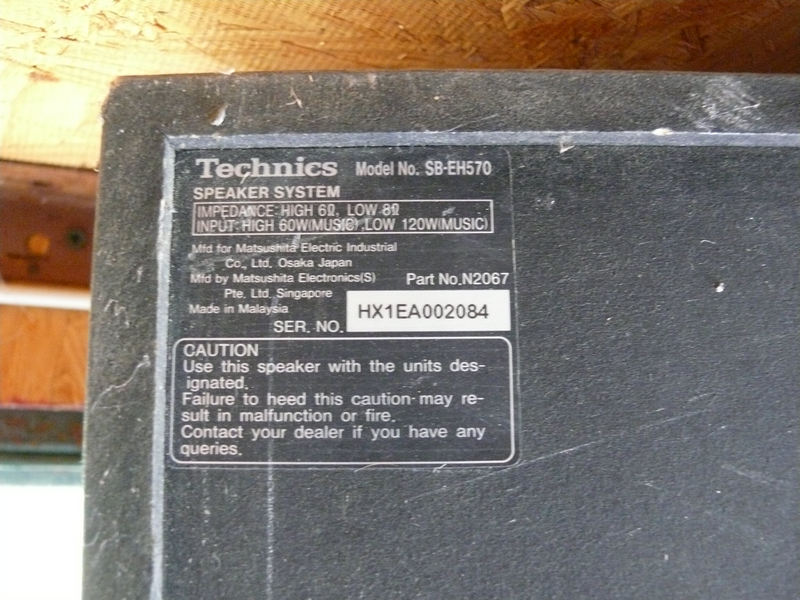 Technics Model No. SB-EH570
SPEAKER SYSTEM
IMPEDANCE: HIGH 6Ω, LOW 8Ω
INPUT: HIGH 60W(MUSIC), LOW 120W(MUSIC)
Mfd for Matsushita Electric Industrial
Co., Ltd. Osaka Japan
Mfd by Matsushita Electronics(S) Part No.N2067
Pte. Ltd. Singapore
Made in Malaysia
SER. NO. HX1EA002084
CAUTION
Use this speaker with the units des-
ignated.
Failure to heed this caution may re-
sult in malfunction or fire.
Contact your dealer if you have any
queries.